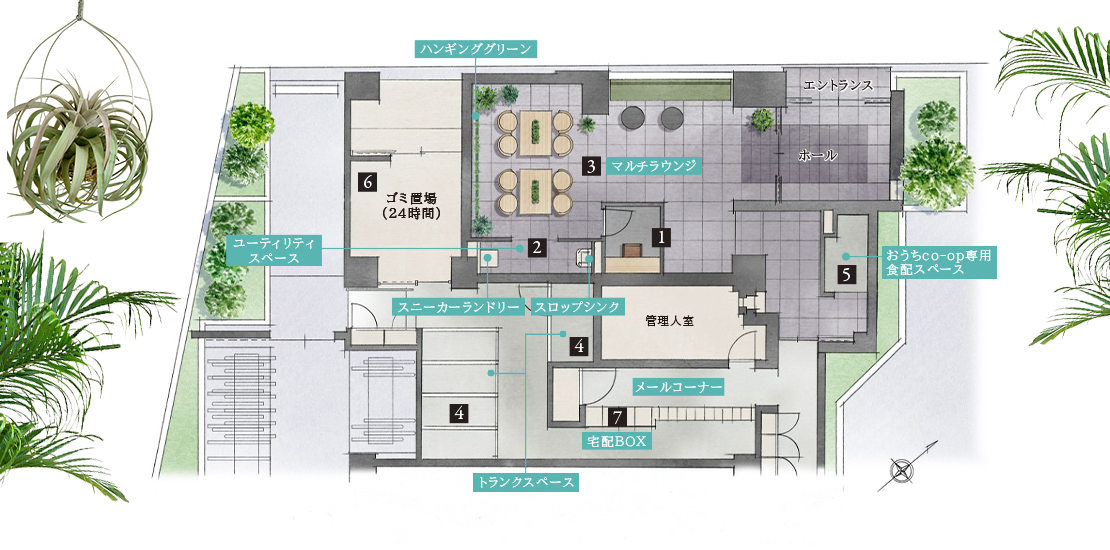 ハンギンググリーン
エントランス
ホール
3
マルチラウンジ
6
ゴミ置場
（24時間）
1
2
ユーティリティ
スペース
5
おうちco-op専用
食配スペース
スニーカーランドリー
スロップシンク
管理人室
4
メールコーナー
4
7
宅配BOX
トランクスペース